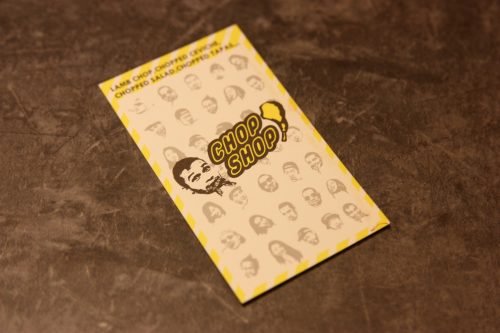 LAMB CHOP, CHOPPED CEVICHE,
CHOPPED SALAD, CHOPPED TAPAS...
CHOP
SHOP